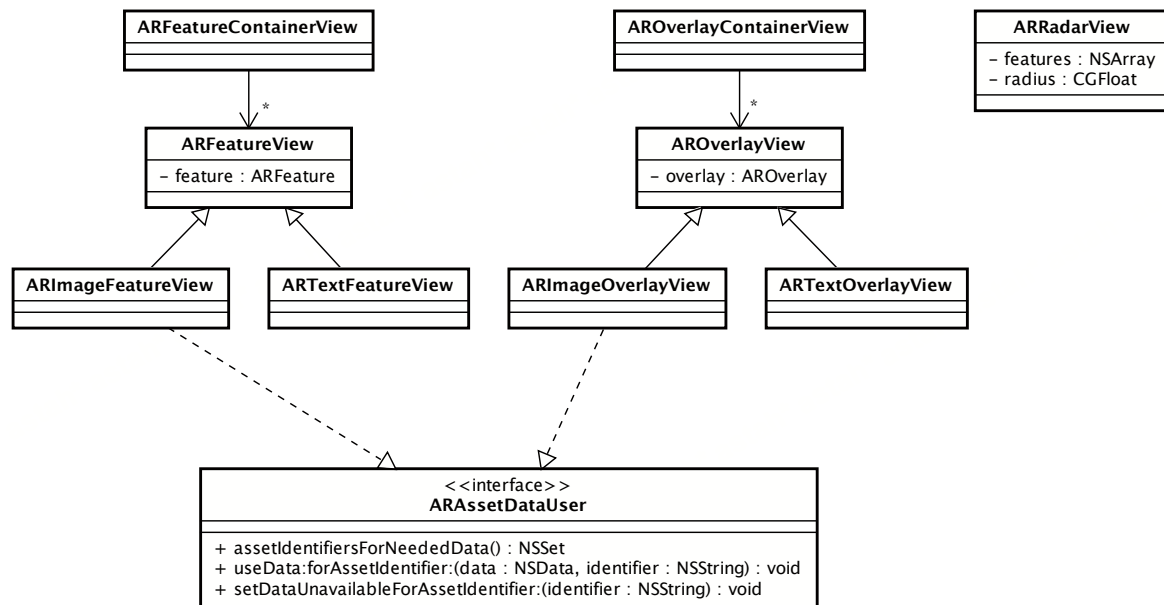 ARFeatureContainerView
AROverlayContainerView
ARRadarView
– features : NSArray
– radius : CGFloat
*
*
ARFeatureView
– feature : ARFeature
AROverlayView
– overlay : AROverlay
ARImageFeatureView
ARTextFeatureView
ARImageOverlayView
ARTextOverlayView
<<interface>>
ARAssetDataUser
+ assetIdentifiersForNeededData() : NSSet
+ useData:forAssetIdentifier:(data : NSData, identifier : NSString) : void
+ setDataUnavailableForAssetIdentifier:(identifier : NSString) : void